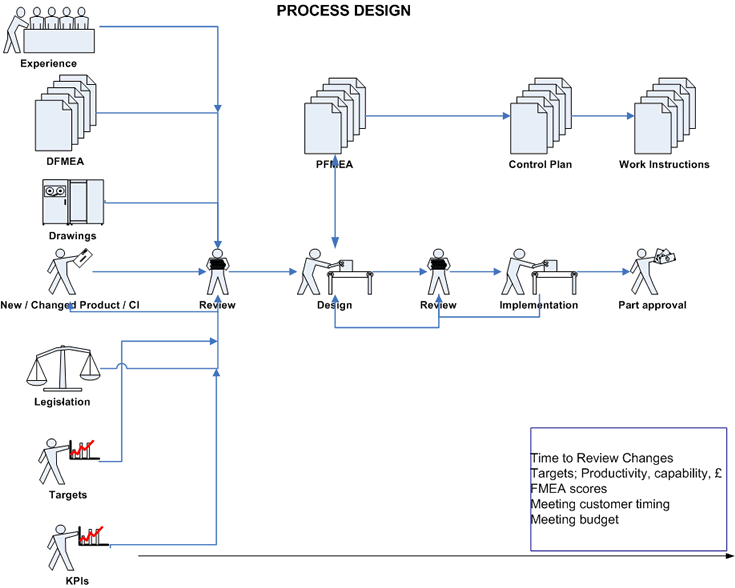 PROCESS DESIGN
Experience
DFMEA
PFMEA
Control Plan
Work Instructions
Drawings
New / Changed Product / CI
Review
Design
Review
Implementation
Part approval
Legislation
Targets
KPIs
Time to Review Changes
Targets; Productivity, capability, £
FMEA scores
Meeting customer timing
Meeting budget